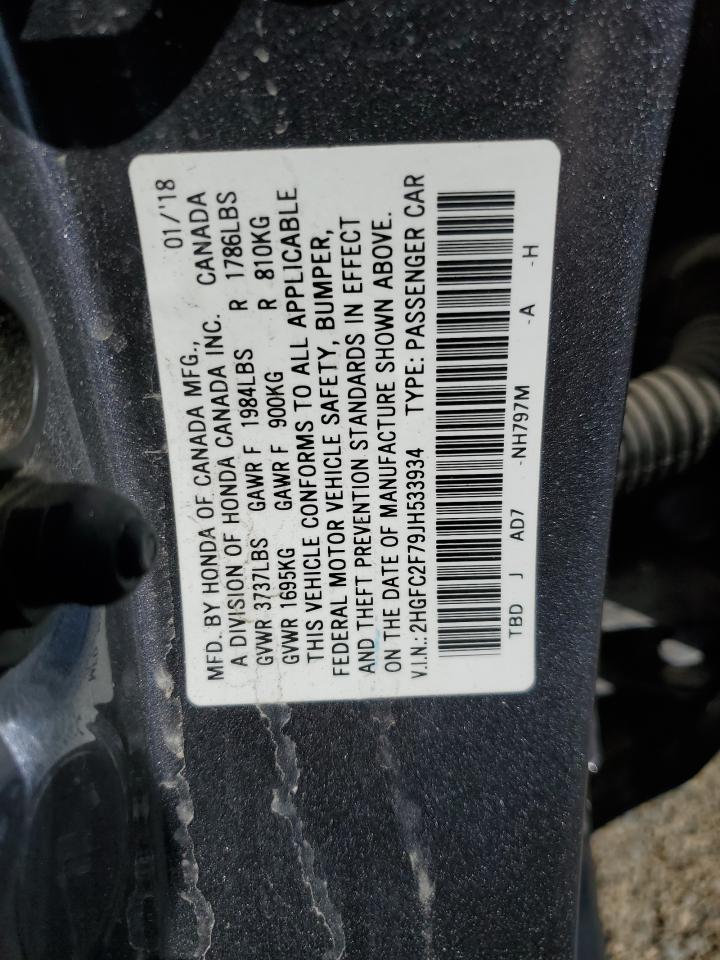 MFD. BY HONDA OF CANADA MFG., 01/'18
A DIVISION OF HONDA CANADA INC. CANADA
GVWR 3737LBS GAWR F 1984LBS R 1786LBS
GVWR 1695KG GAWR F 900KG R 810KG
THIS VEHICLE CONFORMS TO ALL APPLICABLE
FEDERAL MOTOR VEHICLE SAFETY, BUMPER,
AND THEFT PREVENTION STANDARDS IN EFFECT
ON THE DATE OF MANUFACTURE SHOWN ABOVE.
V.I.N.: 2HGFC2F79JH533934 TYPE: PASSENGER CAR
TBD J AD7 -NH797M -A -H